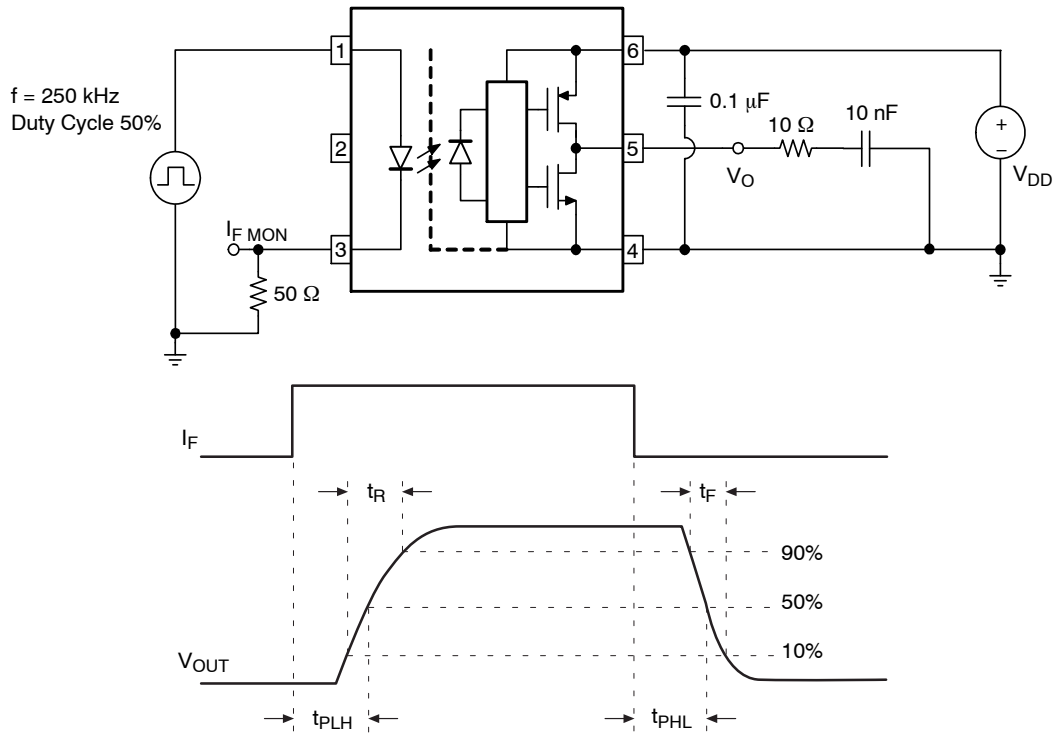 f = 250 kHz
Duty Cycle 50%
1
2
3
6
5
4
I_F MON
50 Ω
0.1 μF
10 Ω
10 nF
V_O
+
−
V_DD
I_F
t_R
t_F
90%
50%
10%
V_OUT
t_PLH
t_PHL